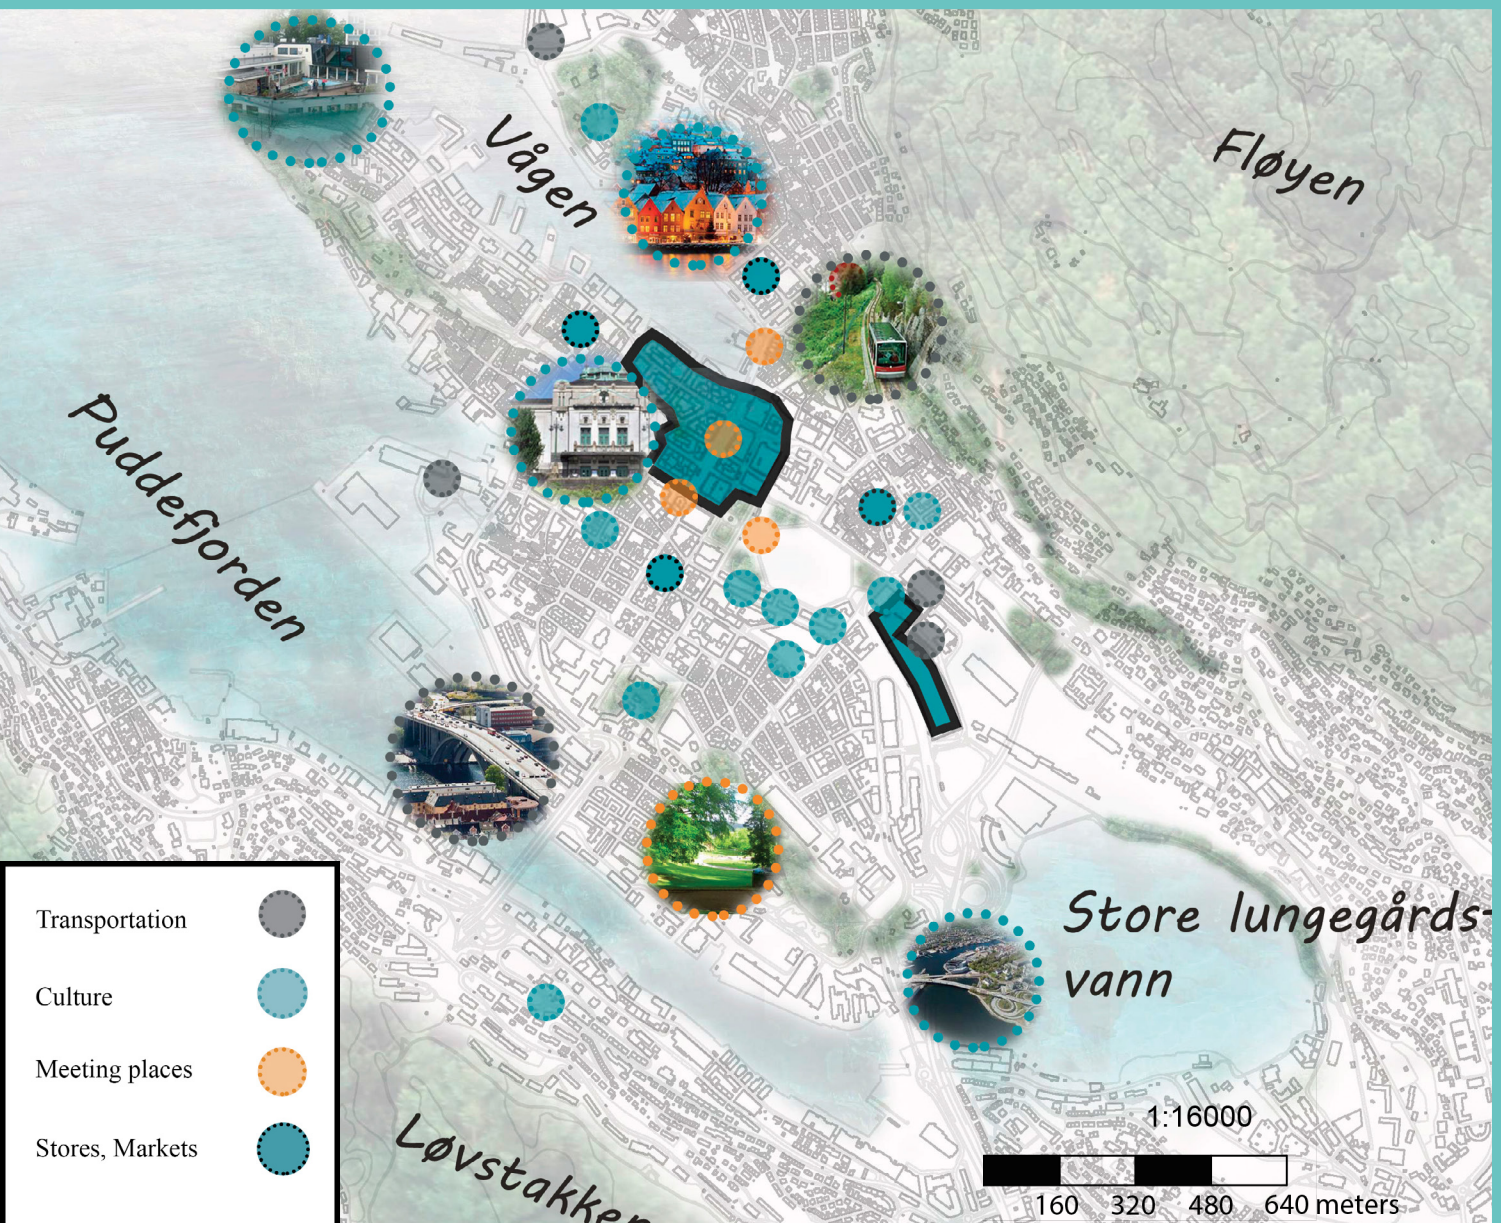 Vågen
Fløyen
Puddefjorden
Store lungegårds-
vann
Løvstakken
Transportation
Culture
Meeting places
Stores, Markets
1:16000
160 320 480 640 meters